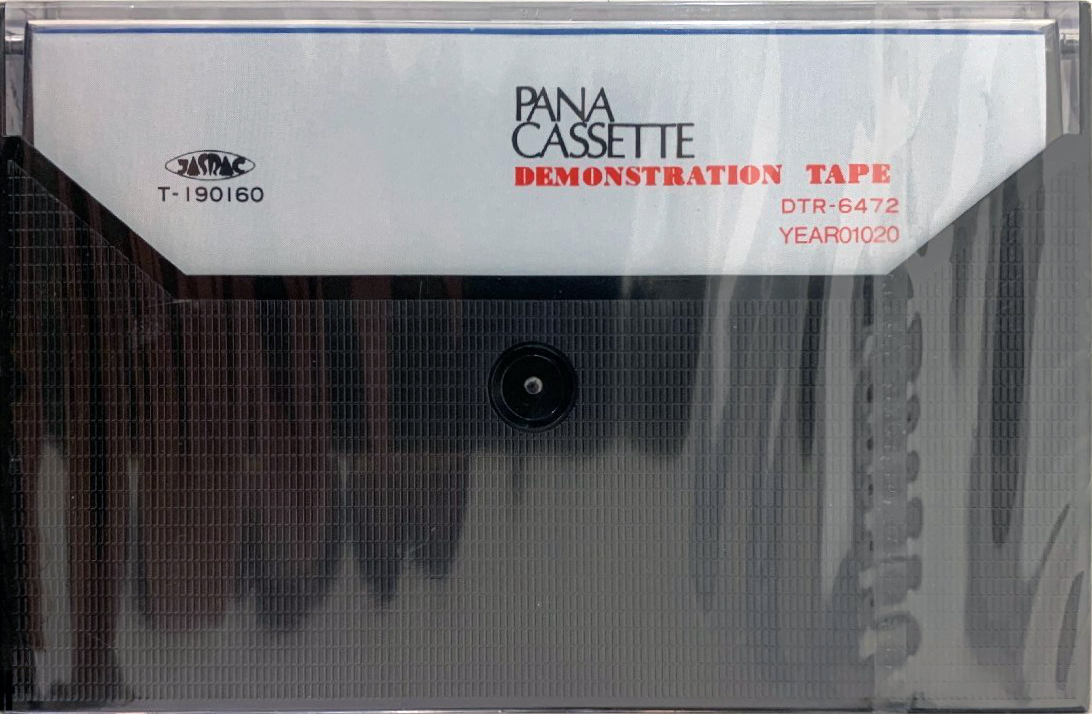 PANA
CASSETTE
DEMONSTRATION TAPE
JASRAC
T-190160
DTR-6472
YEAR01020